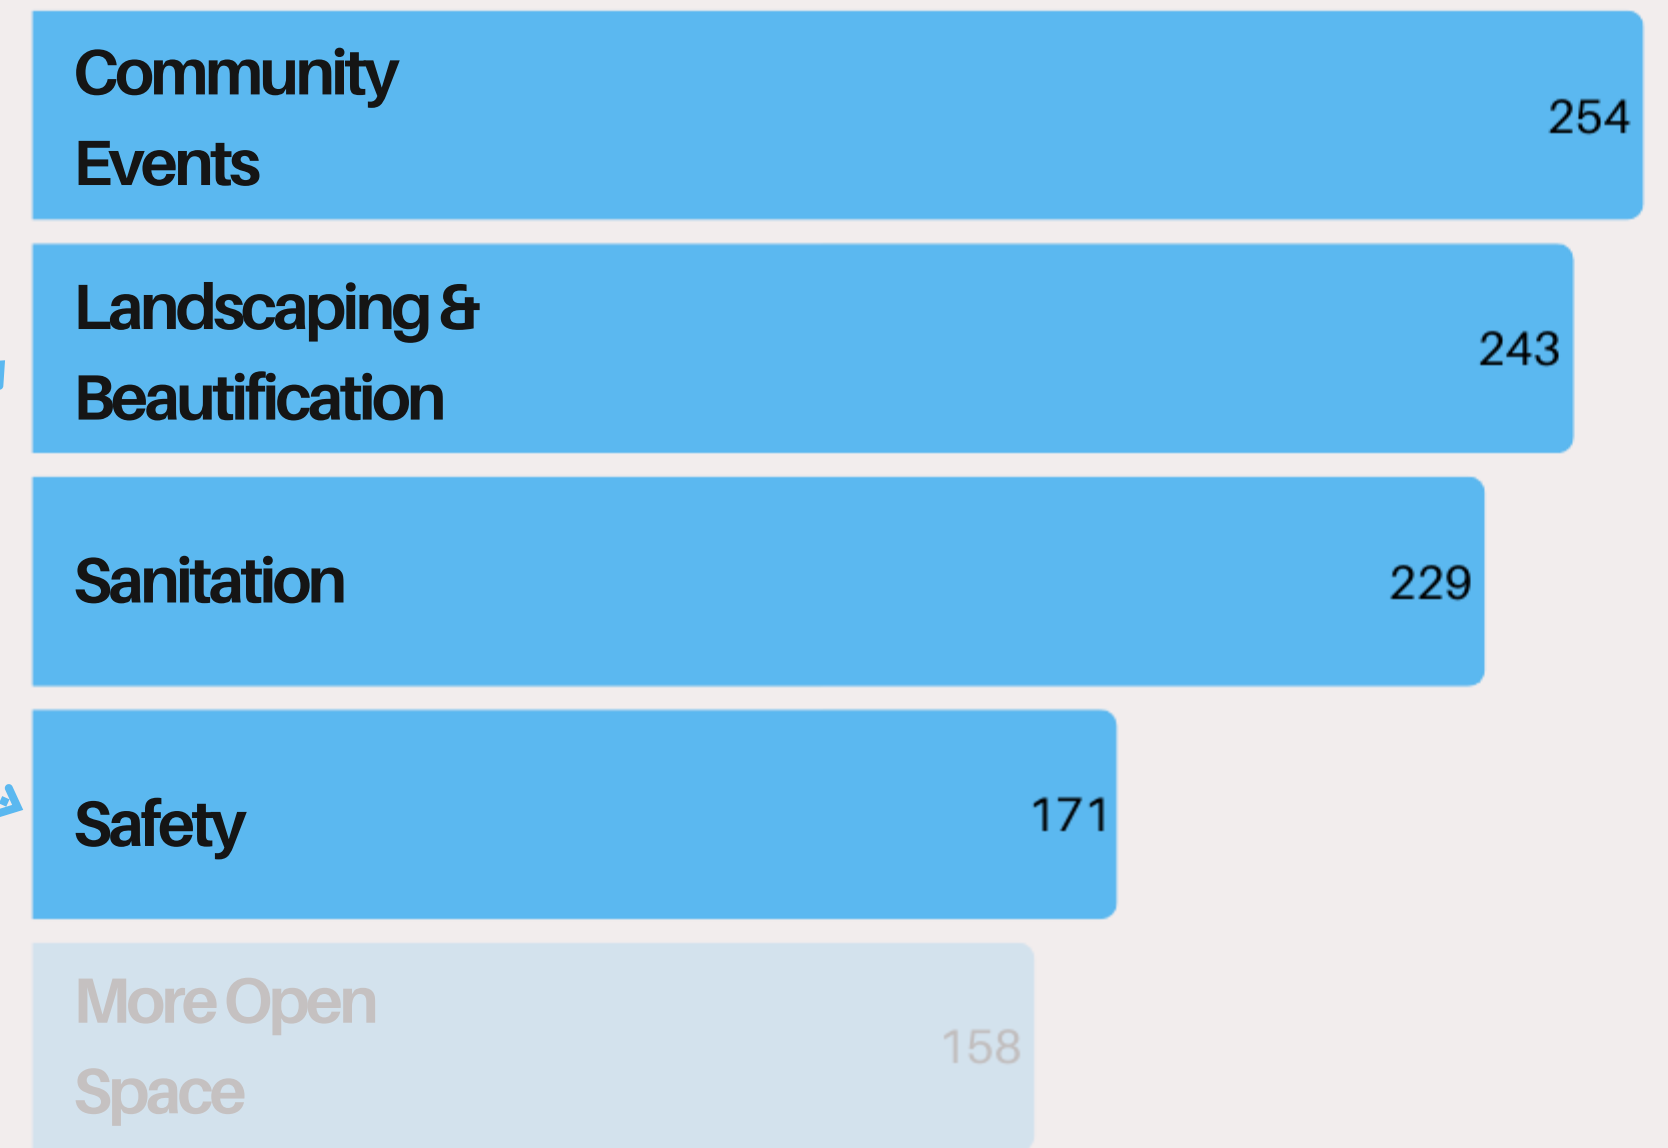 Community
Events
254
Landscaping &
Beautification
243
Sanitation
229
Safety
171
More Open
Space
158